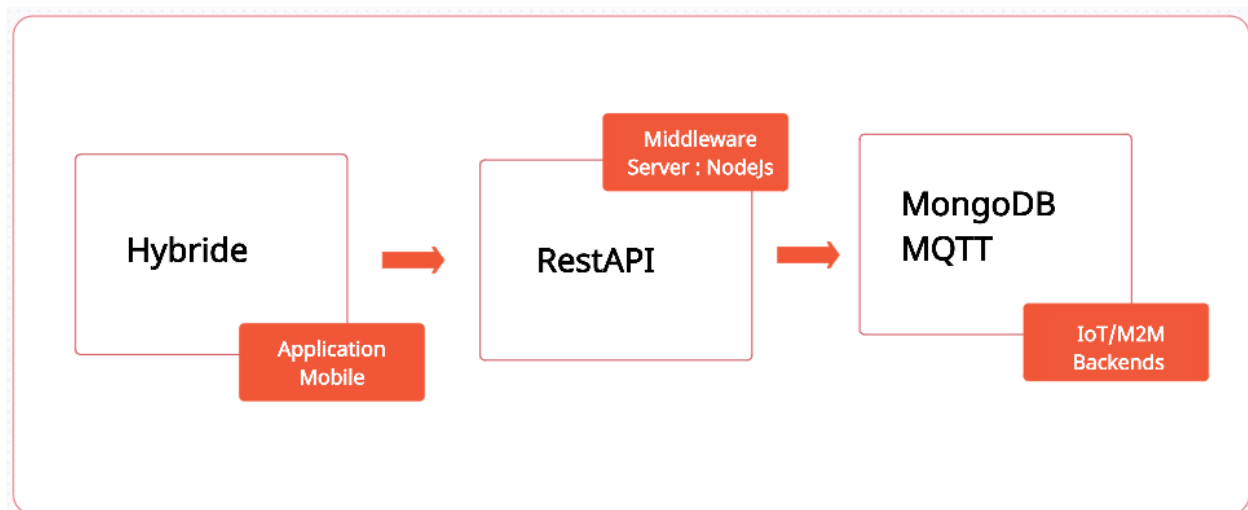 Hybride
Application
Mobile
Middleware
Server : NodeJs
RestAPI
MongoDB
MQTT
IoT/M2M
Backends